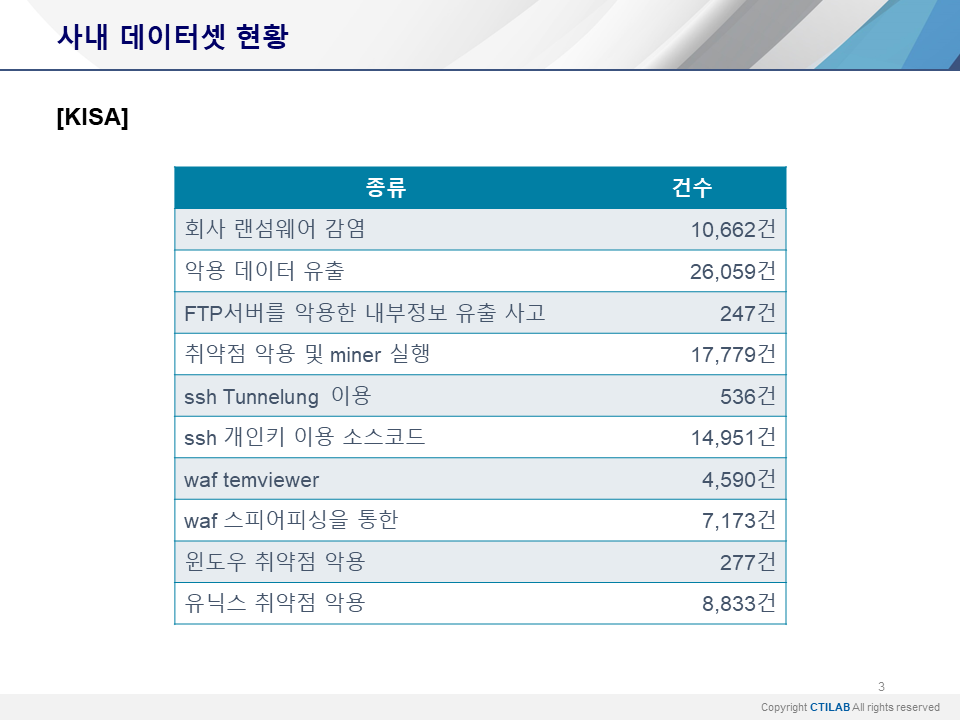 사내 데이터셋 현황
[KISA]
종류 건수
회사 랜섬웨어 감염 10,662건
악용 데이터 유출 26,059건
FTP서버를 악용한 내부정보 유출 사고 247건
취약점 악용 및 miner 실행 17,779건
ssh Tunnelung 이용 536건
ssh 개인키 이용 소스코드 14,951건
waf temviewer 4,590건
waf 스피어피싱을 통한 7,173건
윈도우 취약점 악용 277건
유닉스 취약점 악용 8,833건
3
Copyright CTILAB All rights reserved